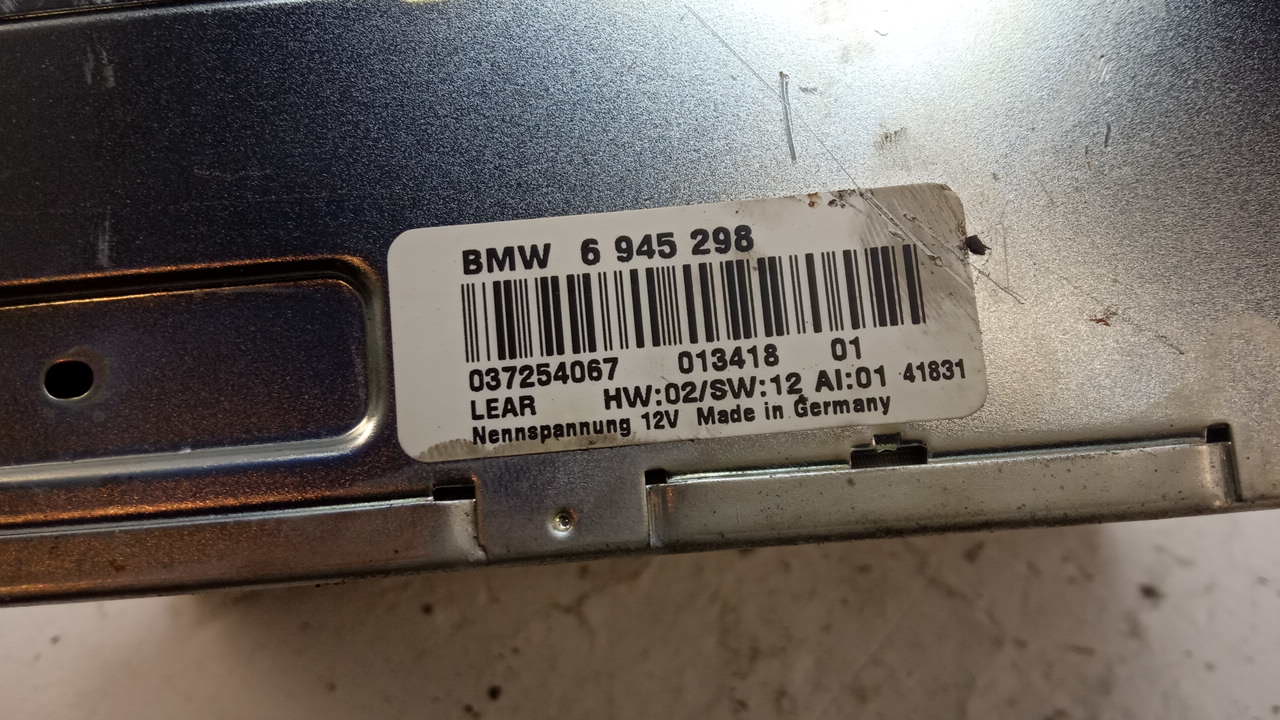 BMW 6 945 298
037254067 013418 01
LEAR HW:02/SW:12 AI:01 41831
Nennspannung 12V Made in Germany